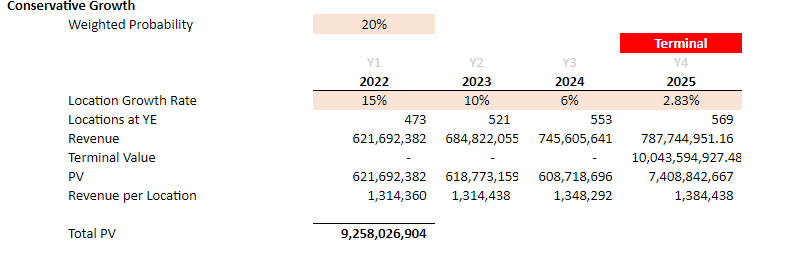 Conservative Growth
Weighted Probability 20%
Terminal
Y1 Y2 Y3 Y4
2022 2023 2024 2025
Location Growth Rate 15% 10% 6% 2.83%
Locations at YE 473 521 553 569
Revenue 621,692,382 684,822,055 745,605,641 787,744,951.16
Terminal Value - - - 10,043,594,927.48
PV 621,692,382 618,773,159 608,718,696 7,408,842,667
Revenue per Location 1,314,360 1,314,438 1,348,292 1,384,438
Total PV 9,258,026,904